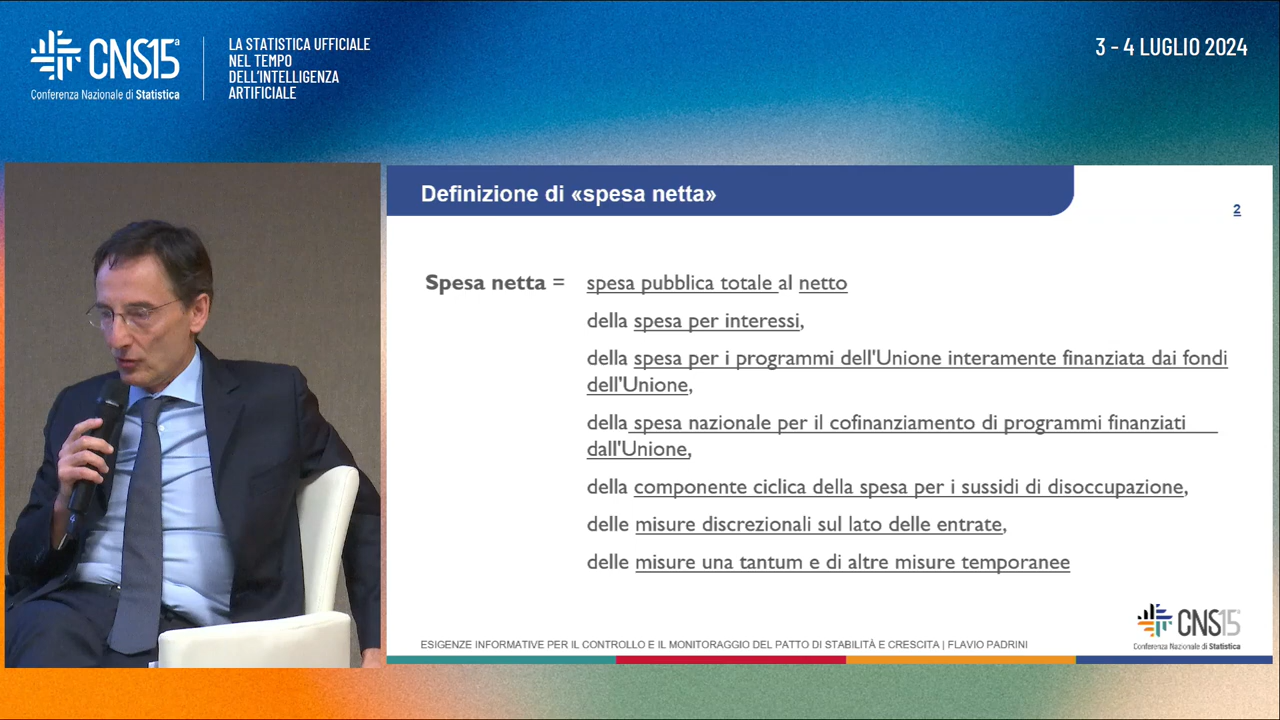 CNS15ª
Conferenza Nazionale di Statistica
LA STATISTICA UFFICIALE
NEL TEMPO
DELL'INTELLIGENZA
ARTIFICIALE
3 - 4 LUGLIO 2024
Definizione di «spesa netta»
2
Spesa netta = spesa pubblica totale al netto
della spesa per interessi,
della spesa per i programmi dell'Unione interamente finanziata dai fondi
dell'Unione,
della spesa nazionale per il cofinanziamento di programmi finanziati
dall'Unione,
della componente ciclica della spesa per i sussidi di disoccupazione,
delle misure discrezionali sul lato delle entrate,
delle misure una tantum e di altre misure temporanee
ESIGENZE INFORMATIVE PER IL CONTROLLO E IL MONITORAGGIO DEL PATTO DI STABILITÀ E CRESCITA | FLAVIO PADRINI
CNS15
Conferenza Nazionale di Statistica